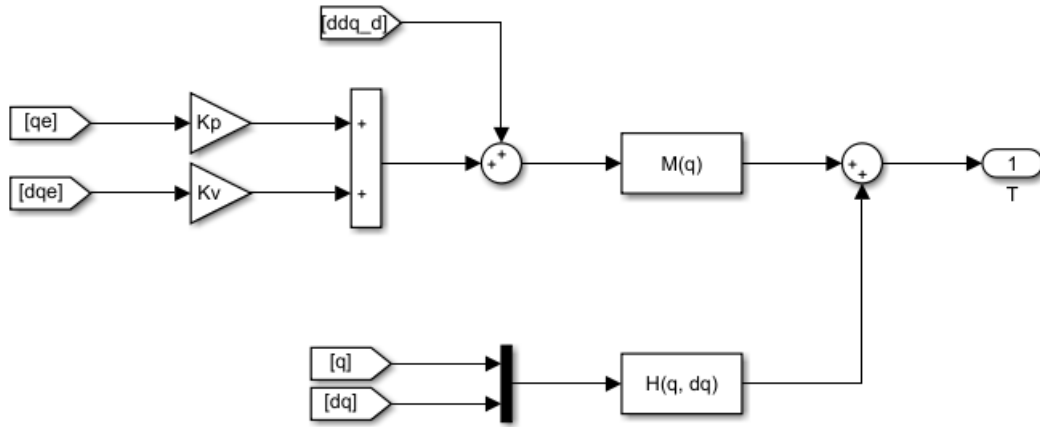 [ddq_d]
[qe]
Kp
+
[dqe]
Kv
+
+
+
M(q)
+
+
1
T
[q]
[dq]
H(q, dq)